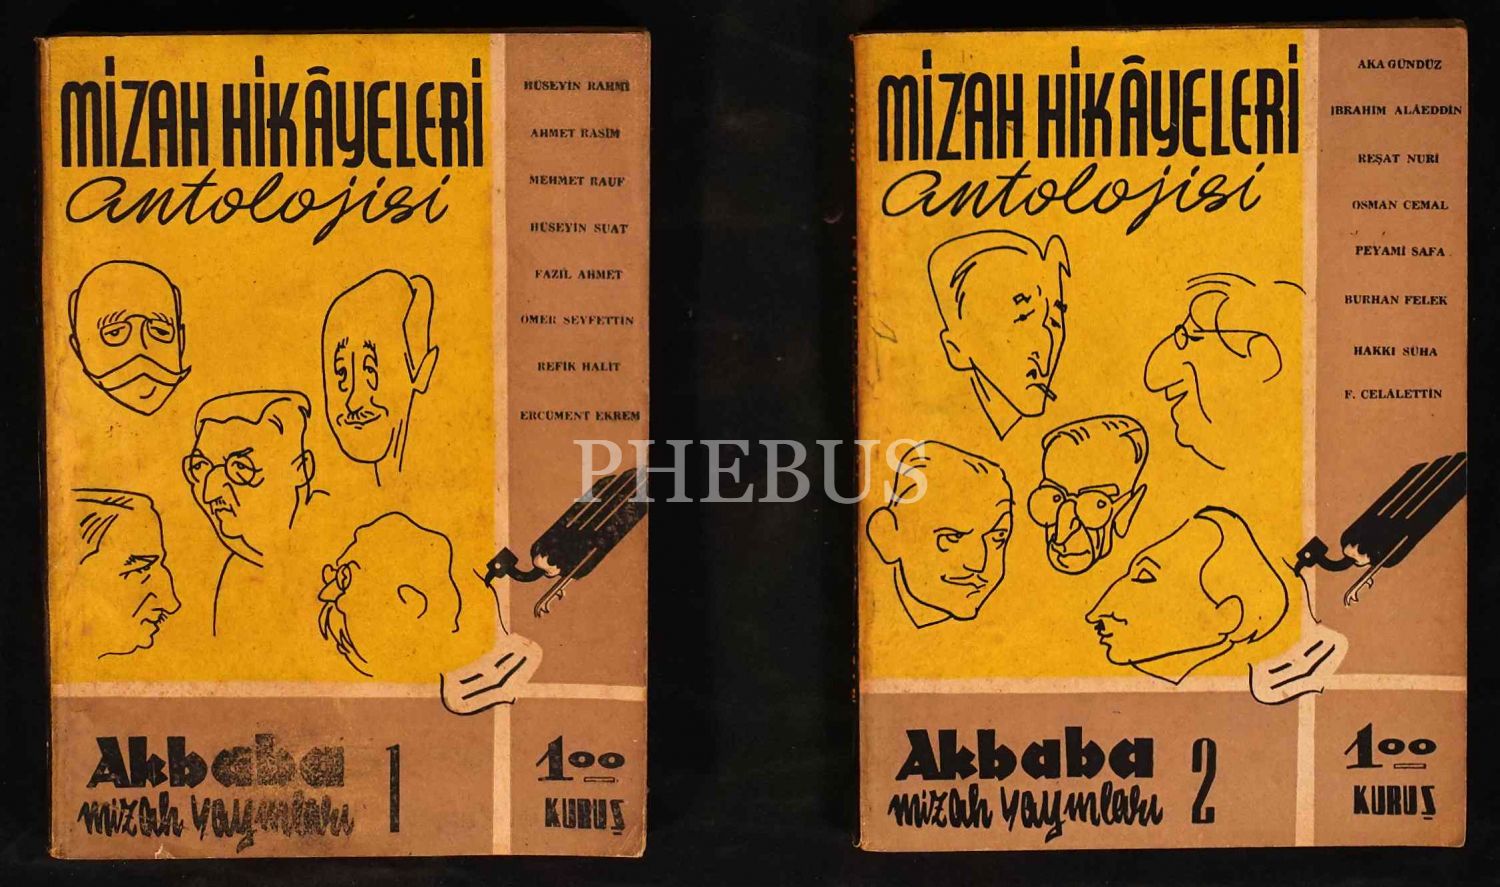 MİZAH HİKÂYELERİ
antolojisi
HÜSEYİN RAHMİ
AHMET RASİM
MEHMET RAUF
HÜSEYİN SUAT
FAZIL AHMET
ÖMER SEYFETTİN
REFİK HALİT
ERCÜMENT EKREM
Akbaba
mizah yayınları
1
100
KURUŞ
MİZAH HİKÂYELERİ
antolojisi
AKA GÜNDÜZ
İBRAHİM ALÂEDDİN
REŞAT NURİ
OSMAN CEMAL
PEYAMİ SAFA
BURHAN FELEK
HAKKI SÜHA
F. CELÂLETTİN
Akbaba
mizah yayınları
2
100
KURUŞ
PHEBUS